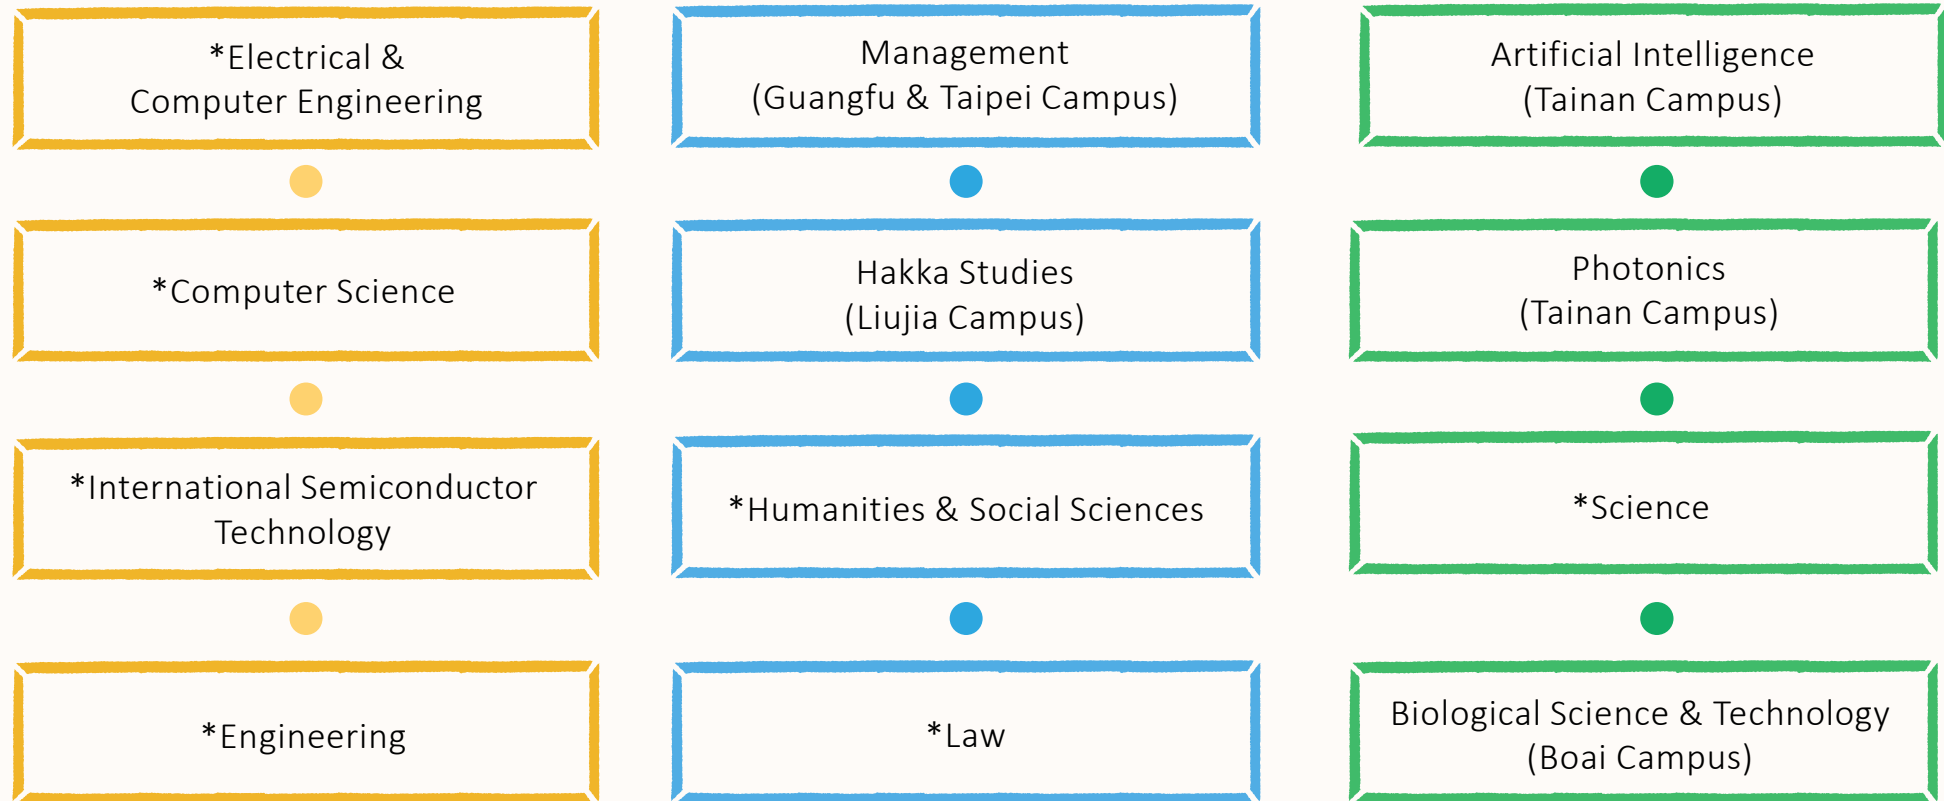 *Electrical &
Computer Engineering
*Computer Science
*International Semiconductor
Technology
*Engineering
Management
(Guangfu & Taipei Campus)
Hakka Studies
(Liujia Campus)
*Humanities & Social Sciences
*Law
Artificial Intelligence
(Tainan Campus)
Photonics
(Tainan Campus)
*Science
Biological Science & Technology
(Boai Campus)